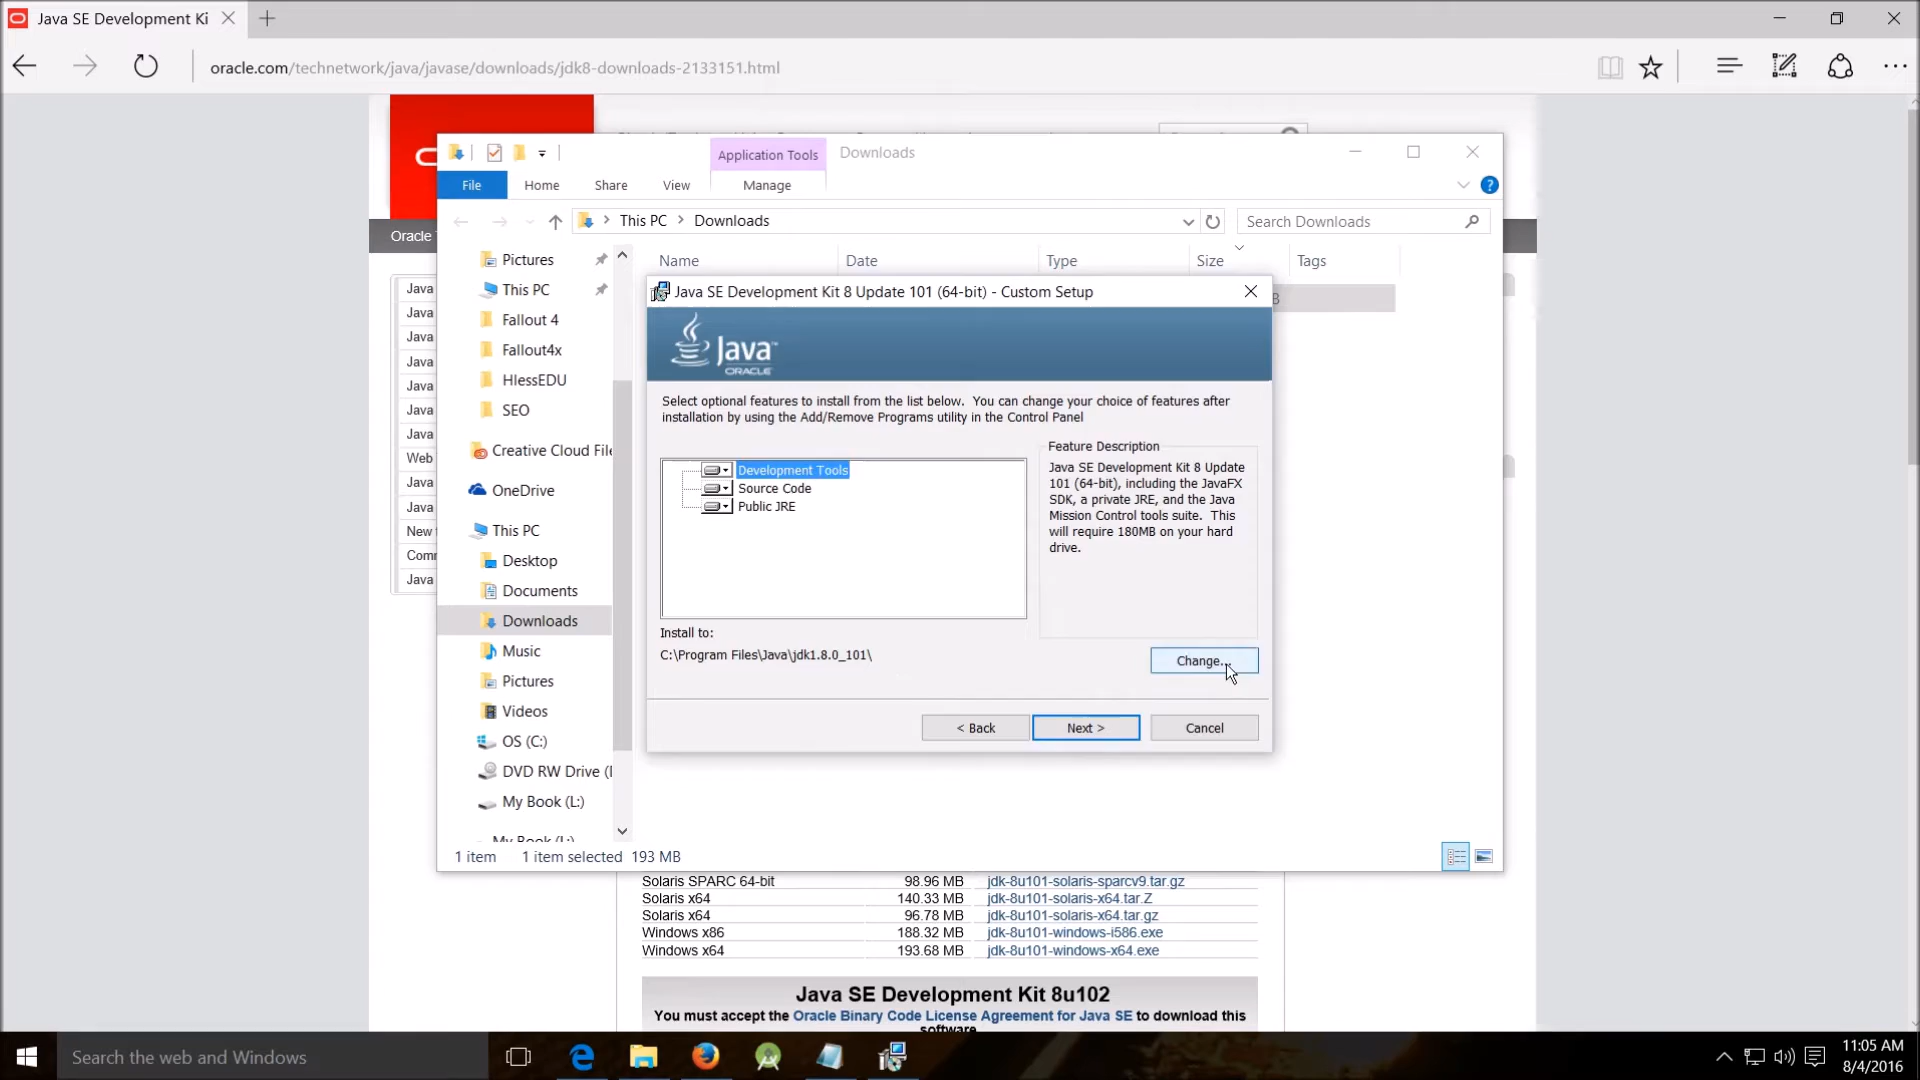 Java SE Development Ki
oracle.com/technetwork/java/javase/downloads/jdk8-downloads-2133151.html
Application Tools
Downloads
File
Home
Share
View
Manage
This PC > Downloads
Search Downloads
Oracle
Name
Date
Type
Size
Tags
Pictures
This PC
Fallout 4
Fallout4x
HlessEDU
SEO
Creative Cloud File
OneDrive
This PC
Desktop
Documents
Downloads
Music
Pictures
Videos
OS (C:)
DVD RW Drive (
My Book (L:)
My Book (L:)
Java
Java
Java
Java
Java
Java
Java
Web
Java
Java
New
Com
Java
Java SE Development Kit 8 Update 101 (64-bit) - Custom Setup
Java™
ORACLE
Select optional features to install from the list below. You can change your choice of features after
installation by using the Add/Remove Programs utility in the Control Panel
Development Tools
Source Code
Public JRE
Feature Description
Java SE Development Kit 8 Update
101 (64-bit), including the JavaFX
SDK, a private JRE, and the Java
Mission Control tools suite. This
will require 180MB on your hard
drive.
Install to:
C:\Program Files\Java\jdk1.8.0_101\
Change...
< Back
Next >
Cancel
1 item
1 item selected 193 MB
Solaris SPARC 64-bit 98.96 MB jdk-8u101-solaris-sparcv9.tar.gz
Solaris x64 140.33 MB jdk-8u101-solaris-x64.tar.Z
Solaris x64 96.78 MB jdk-8u101-solaris-x64.tar.gz
Windows x86 188.32 MB jdk-8u101-windows-i586.exe
Windows x64 193.68 MB jdk-8u101-windows-x64.exe
Java SE Development Kit 8u102
You must accept the Oracle Binary Code License Agreement for Java SE to download this
software.
Search the web and Windows
11:05 AM
8/4/2016